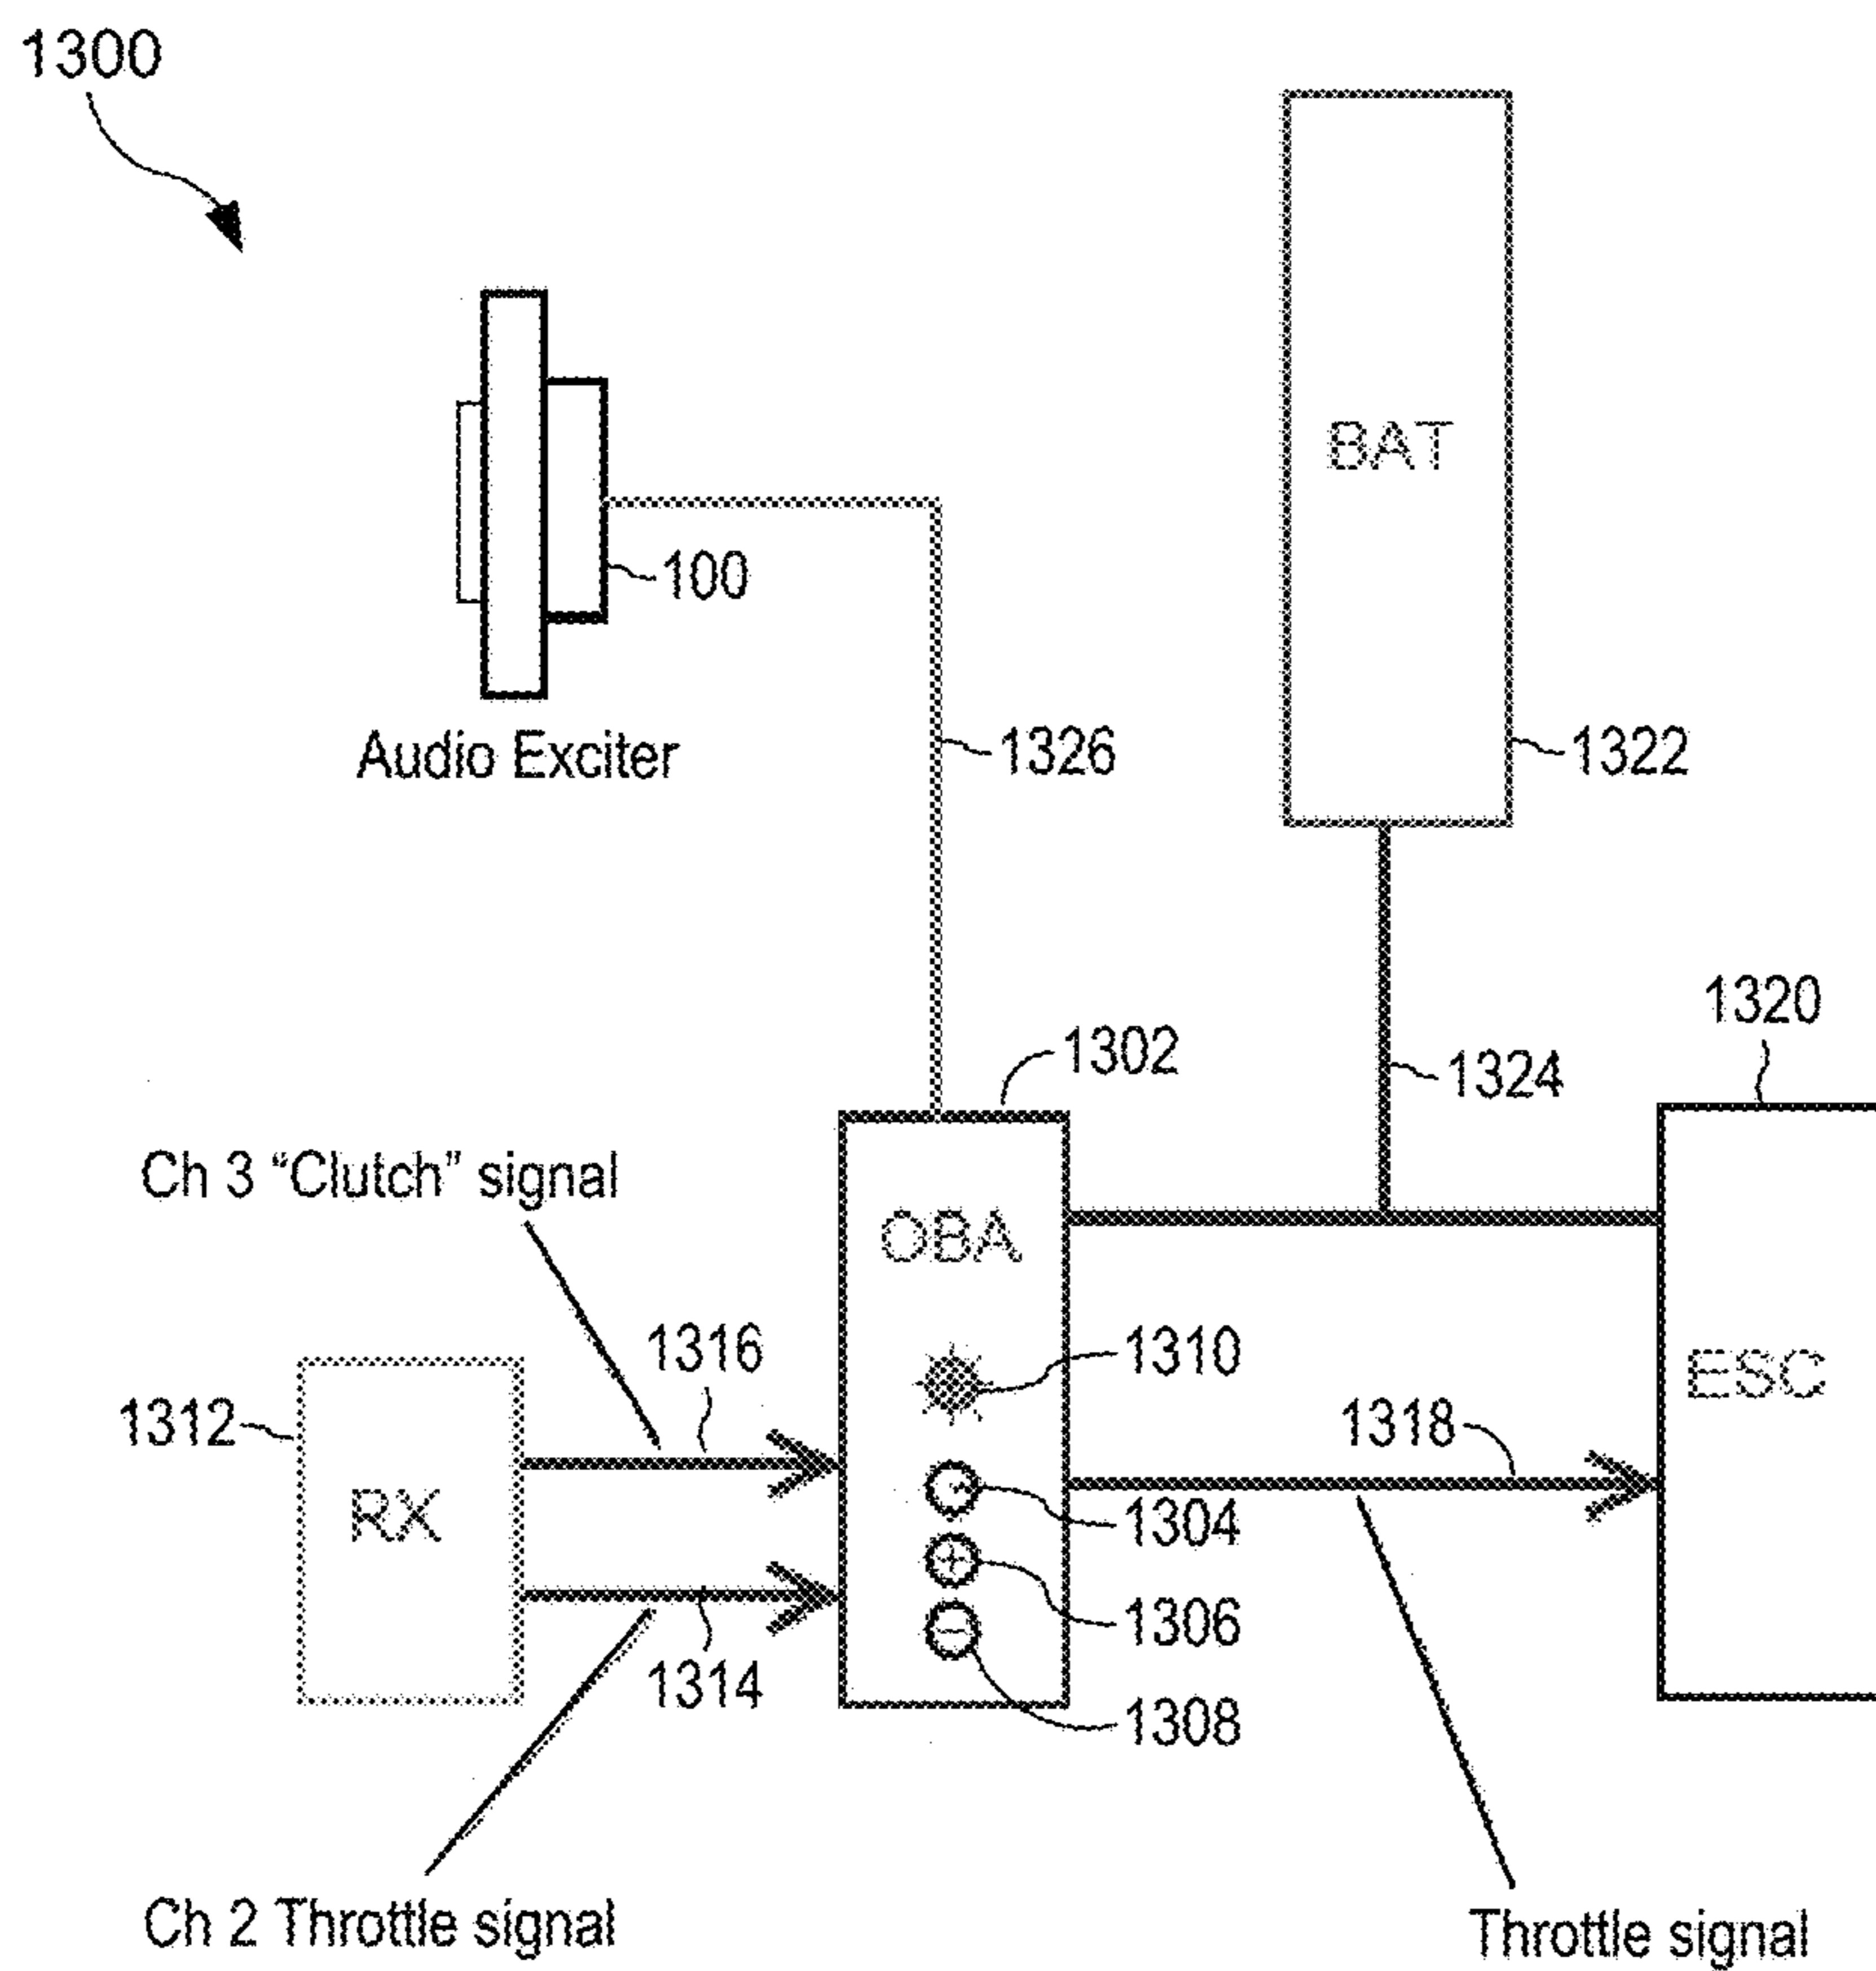 1300
BAT
100
Audio Exciter
1326
1322
1302
1324
1320
Ch 3 “Clutch” signal
OBA
1316
1310
ESC
1312
1318
RX
1304
1306
1314
1308
Ch 2 Throttle signal
Throttle signal